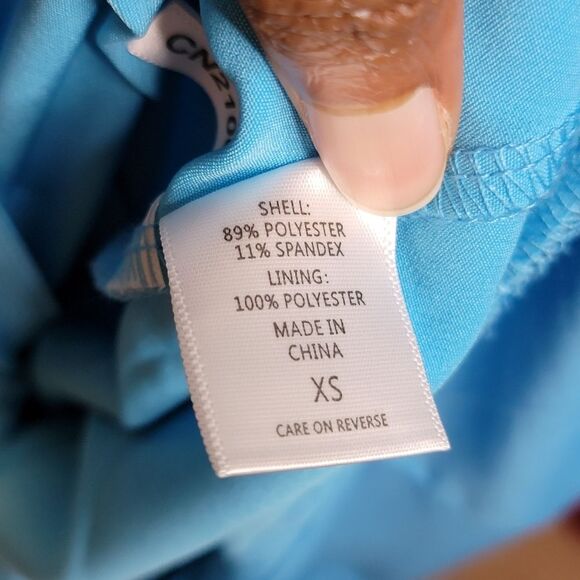 SHELL:
89% POLYESTER
11% SPANDEX
LINING:
100% POLYESTER
MADE IN
CHINA
XS
CARE ON REVERSE